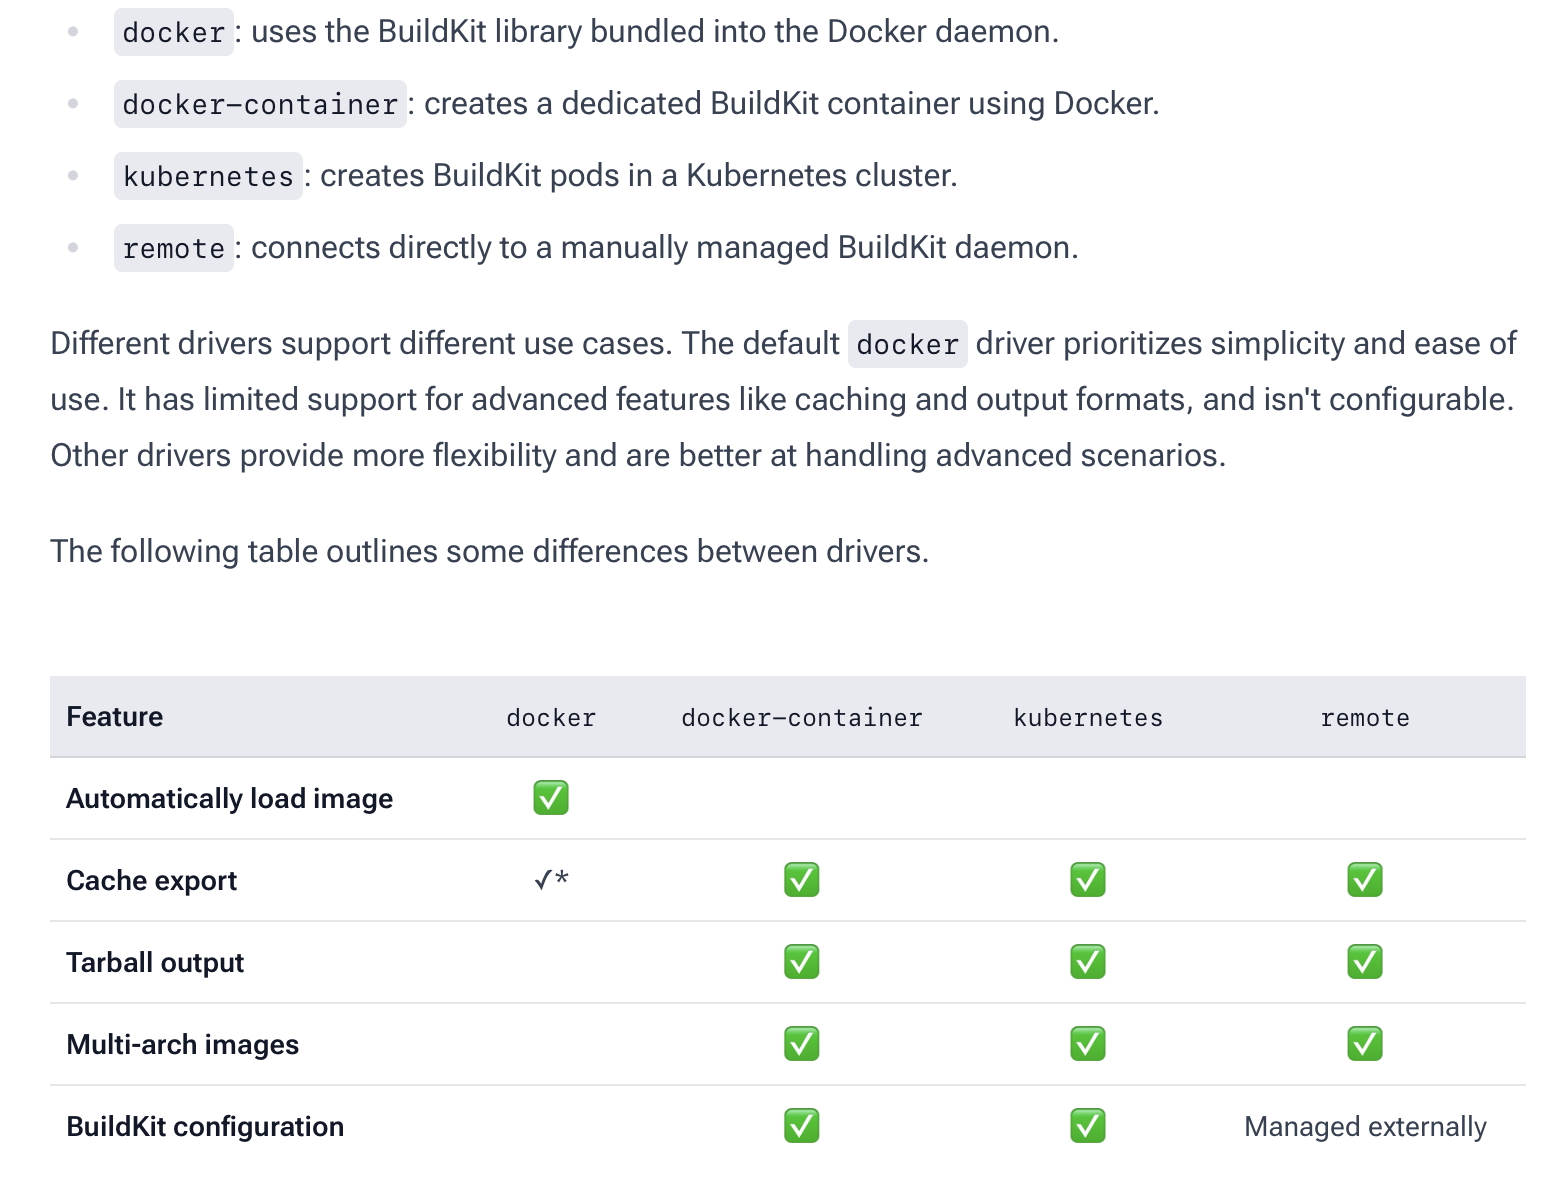 docker: uses the BuildKit library bundled into the Docker daemon.
docker-container: creates a dedicated BuildKit container using Docker.
kubernetes: creates BuildKit pods in a Kubernetes cluster.
remote: connects directly to a manually managed BuildKit daemon.
Different drivers support different use cases. The default docker driver prioritizes simplicity and ease of
use. It has limited support for advanced features like caching and output formats, and isn't configurable.
Other drivers provide more flexibility and are better at handling advanced scenarios.
The following table outlines some differences between drivers.
Feature docker docker-container kubernetes remote
Automatically load image ✅
Cache export ✓* ✅ ✅ ✅
Tarball output ✅ ✅ ✅
Multi-arch images ✅ ✅ ✅
BuildKit configuration ✅ ✅ Managed externally